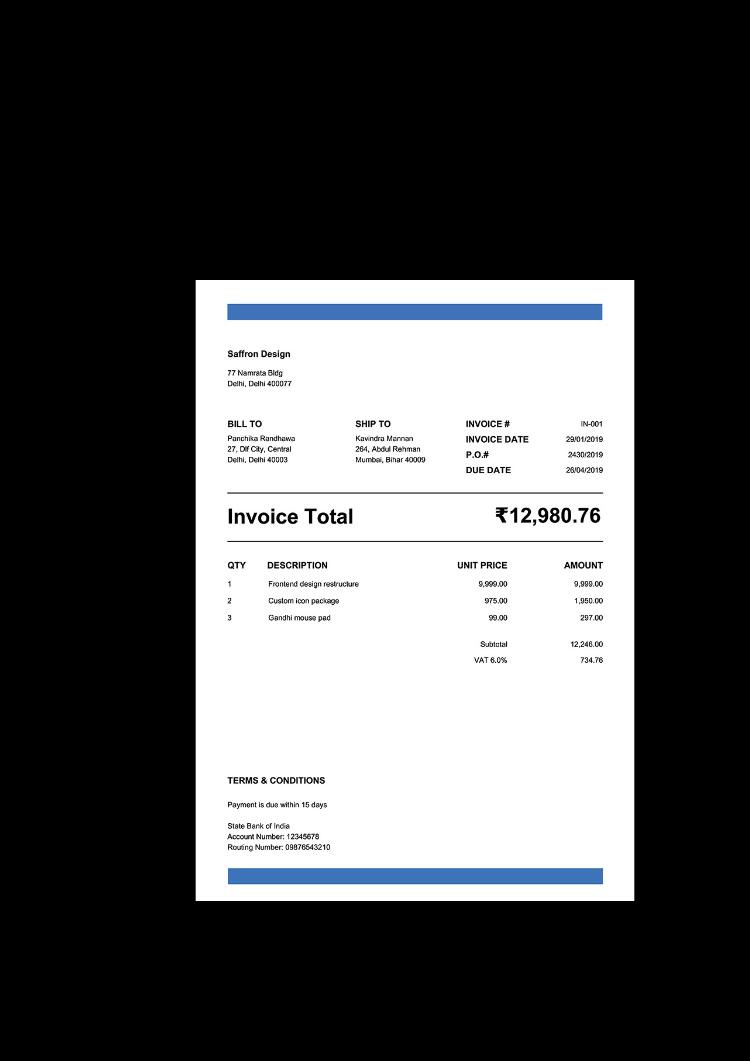 Saffron Design
77 Namrata Bldg
Delhi, Delhi 400077
BILL TO
Panchika Randhawa
27, Dlf City, Central
Delhi, Delhi 40003
SHIP TO
Kavindra Mannan
264, Abdul Rehman
Mumbai, Bihar 40009
INVOICE # IN-001
INVOICE DATE 29/01/2019
P.O.# 2430/2019
DUE DATE 26/04/2019
Invoice Total ₹12,980.76
QTY DESCRIPTION UNIT PRICE AMOUNT
1 Frontend design restructure 9,999.00 9,999.00
2 Custom icon package 975.00 1,950.00
3 Gandhi mouse pad 99.00 297.00
Subtotal 12,246.00
VAT 6.0% 734.76
TERMS & CONDITIONS
Payment is due within 15 days
State Bank of India
Account Number: 12345678
Routing Number: 09876543210